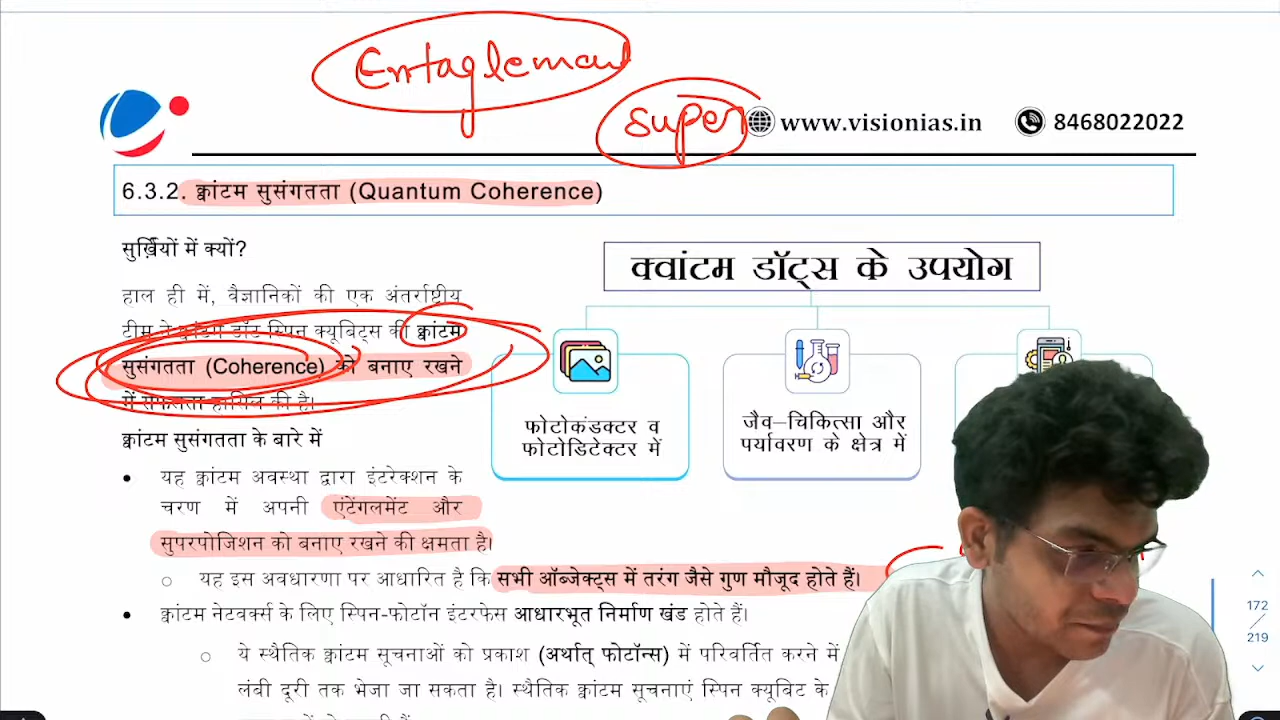 Entaglement
super
www.visionias.in
8468022022
6.3.2. क्वांटम सुसंगतता (Quantum Coherence)
सुर्ख़ियों में क्यों?
हाल ही में, वैज्ञानिकों की एक अंतर्राष्ट्रीय
टीम ने क्वांटम डॉट स्पिन क्यूबिट्स की क्वांटम
सुसंगतता (Coherence) को बनाए रखने
में सफलता हासिल की है।
क्वांटम सुसंगतता के बारे में
• यह क्वांटम अवस्था द्वारा इंटरेक्शन के
चरण में अपनी एंटेंगलमेंट और
सुपरपोजिशन को बनाए रखने की क्षमता है।
○ यह इस अवधारणा पर आधारित है कि सभी ऑब्जेक्ट्स में तरंग जैसे गुण मौजूद होते हैं।
• क्वांटम नेटवर्क्स के लिए स्पिन-फोटॉन इंटरफेस आधारभूत निर्माण खंड होते हैं।
○ ये स्थैतिक क्वांटम सूचनाओं को प्रकाश (अर्थात् फोटॉन्स) में परिवर्तित करने में
लंबी दूरी तक भेजा जा सकता है। स्थैतिक क्वांटम सूचनाएं स्पिन क्यूबिट के
क्वांटम डॉट्स के उपयोग
फोटोकंडक्टर व
फोटोडिटेक्टर में
जैव–चिकित्सा और
पर्यावरण के क्षेत्र में
172
219